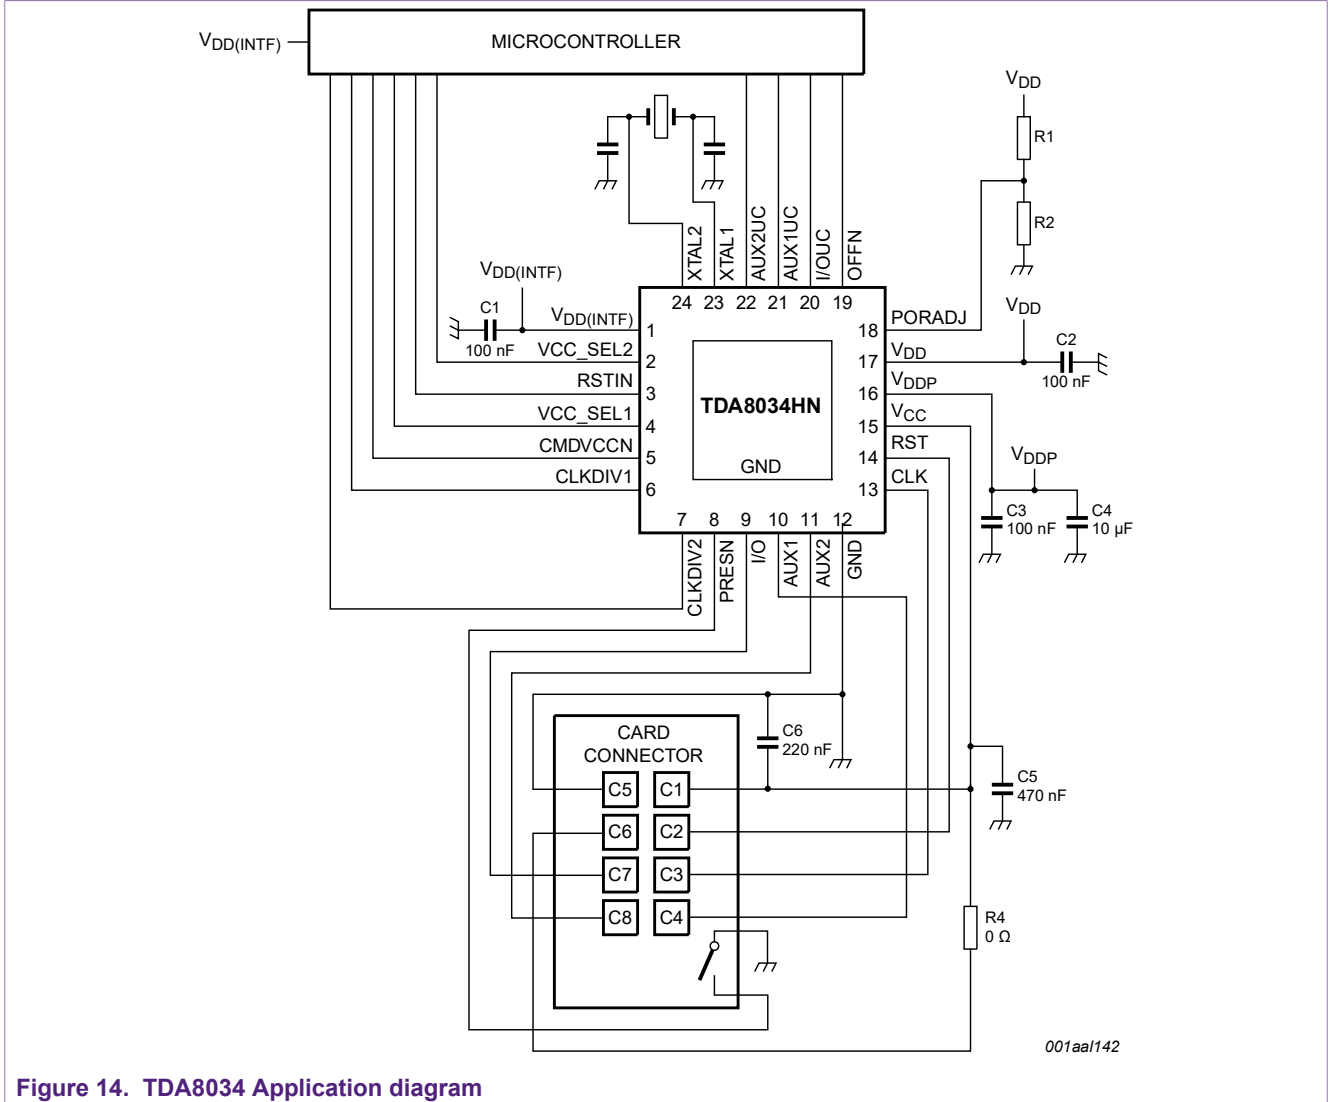 MICROCONTROLLER
VDD(INTF)
VDD
R1
R2
XTAL2
XTAL1
AUX2UC
AUX1UC
I/OUC
OFFN
VDD(INTF)
C1
100 nF
VDD(INTF)
VCC_SEL2
RSTIN
VCC_SEL1
CMDVCCN
CLKDIV1
24 23 22 21 20 19
1
2
3
4
5
6
TDA8034HN
GND
18
17
16
15
14
13
PORADJ
VDD
VDDP
VCC
RST
CLK
VDD
C2
100 nF
VDDP
C3
100 nF
C4
10 µF
7 8 9 10 11 12
CLKDIV2
PRESN
I/O
AUX1
AUX2
GND
CARD
CONNECTOR
C6
220 nF
C5 C1
C6 C2
C7 C3
C8 C4
C5
470 nF
R4
0 Ω
001aal142
Figure 14. TDA8034 Application diagram